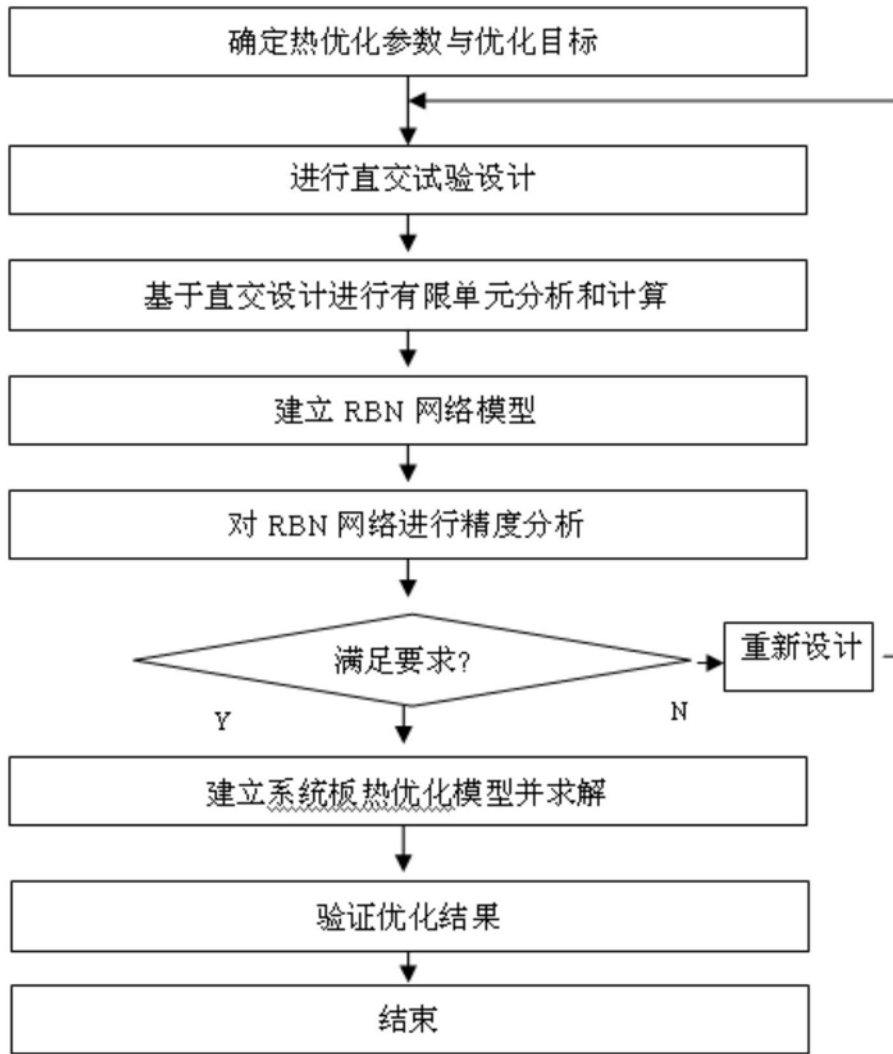 确定热优化参数与优化目标
进行直交试验设计
基于直交设计进行有限单元分析和计算
建立 RBN 网络模型
对 RBN 网络进行精度分析
满足要求?
重新设计
Y
N
建立系统板热优化模型并求解
验证优化结果
结束